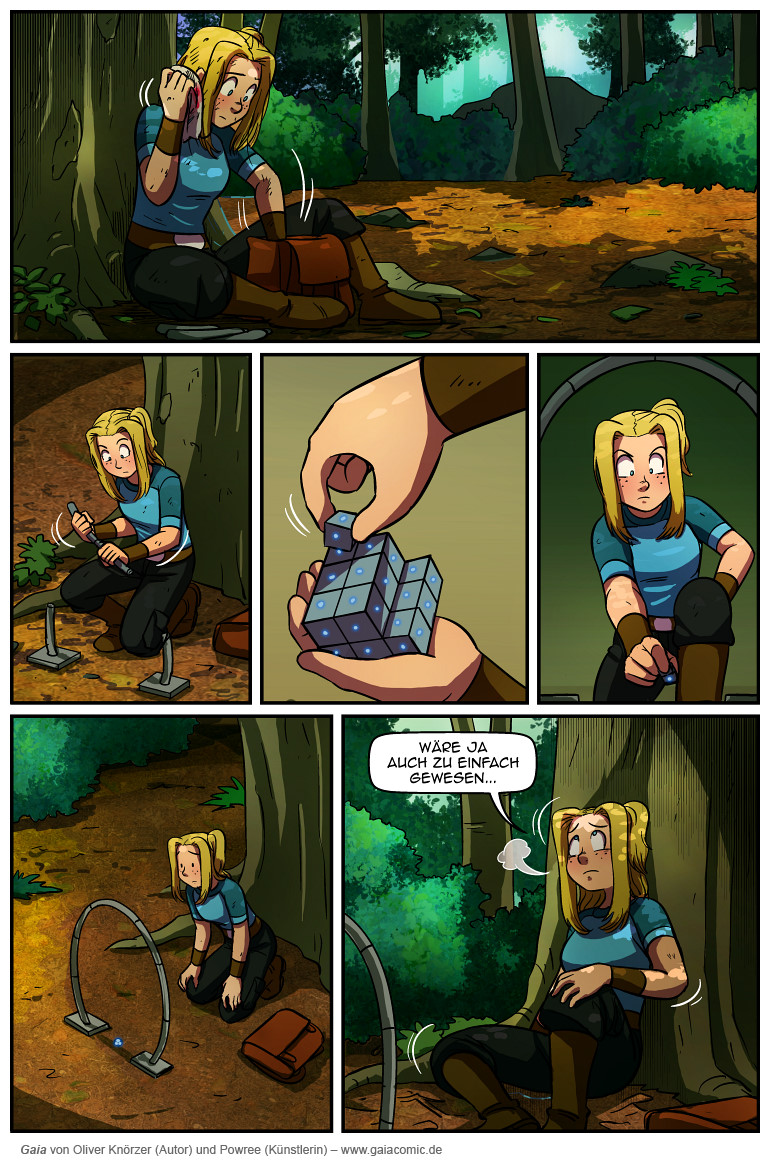 WÄRE JA
AUCH ZU EINFACH
GEWESEN...
Gaia von Oliver Knörzer (Autor) und Powree (Künstlerin) – www.gaiacomic.de